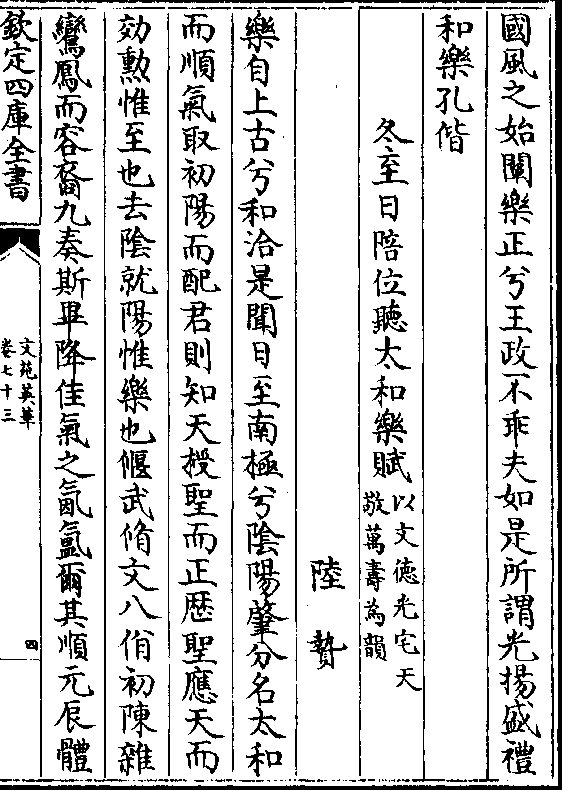 國風之始闡樂正兮王政不乖夫如是所謂光揚盛禮
和樂孔偕
冬至日陪位聽太和樂賦以文德光宅天
敬萬壽為韻
陸贄
樂自上古兮和洽是聞日至南極兮陰陽肇分名太和
而順氣取初陽而配君則知天授聖而正歴聖應天而
効勲惟至也去陰就陽惟樂也偃武脩文八佾初陳雜
鸞鳳而容裔九奏斯畢降佳氣之氤氲爾其順元辰體
欽定四庫全書
文苑英華
卷七十三
四